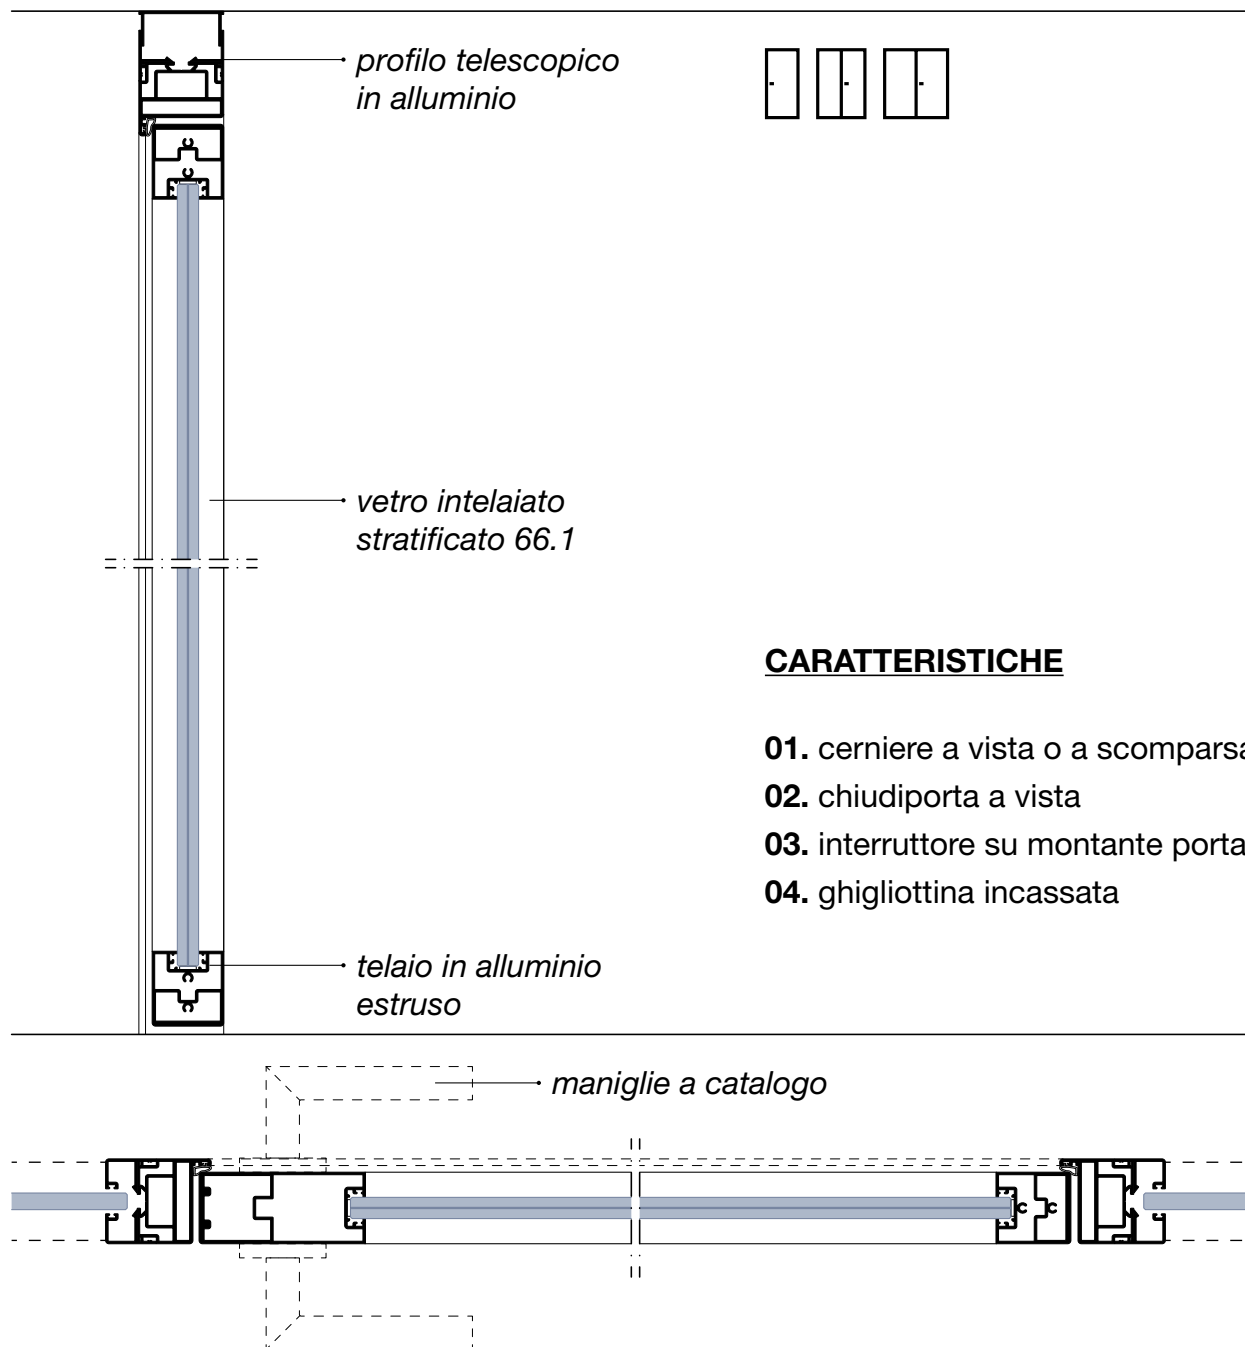 profilo telescopico
in alluminio
vetro intelaiato
stratificato 66.1
CARATTERISTICHE
01. cerniere a vista o a scomparsa
02. chiudiporta a vista
03. interruttore su montante porta
04. ghigliottina incassata
telaio in alluminio
estruso
maniglie a catalogo